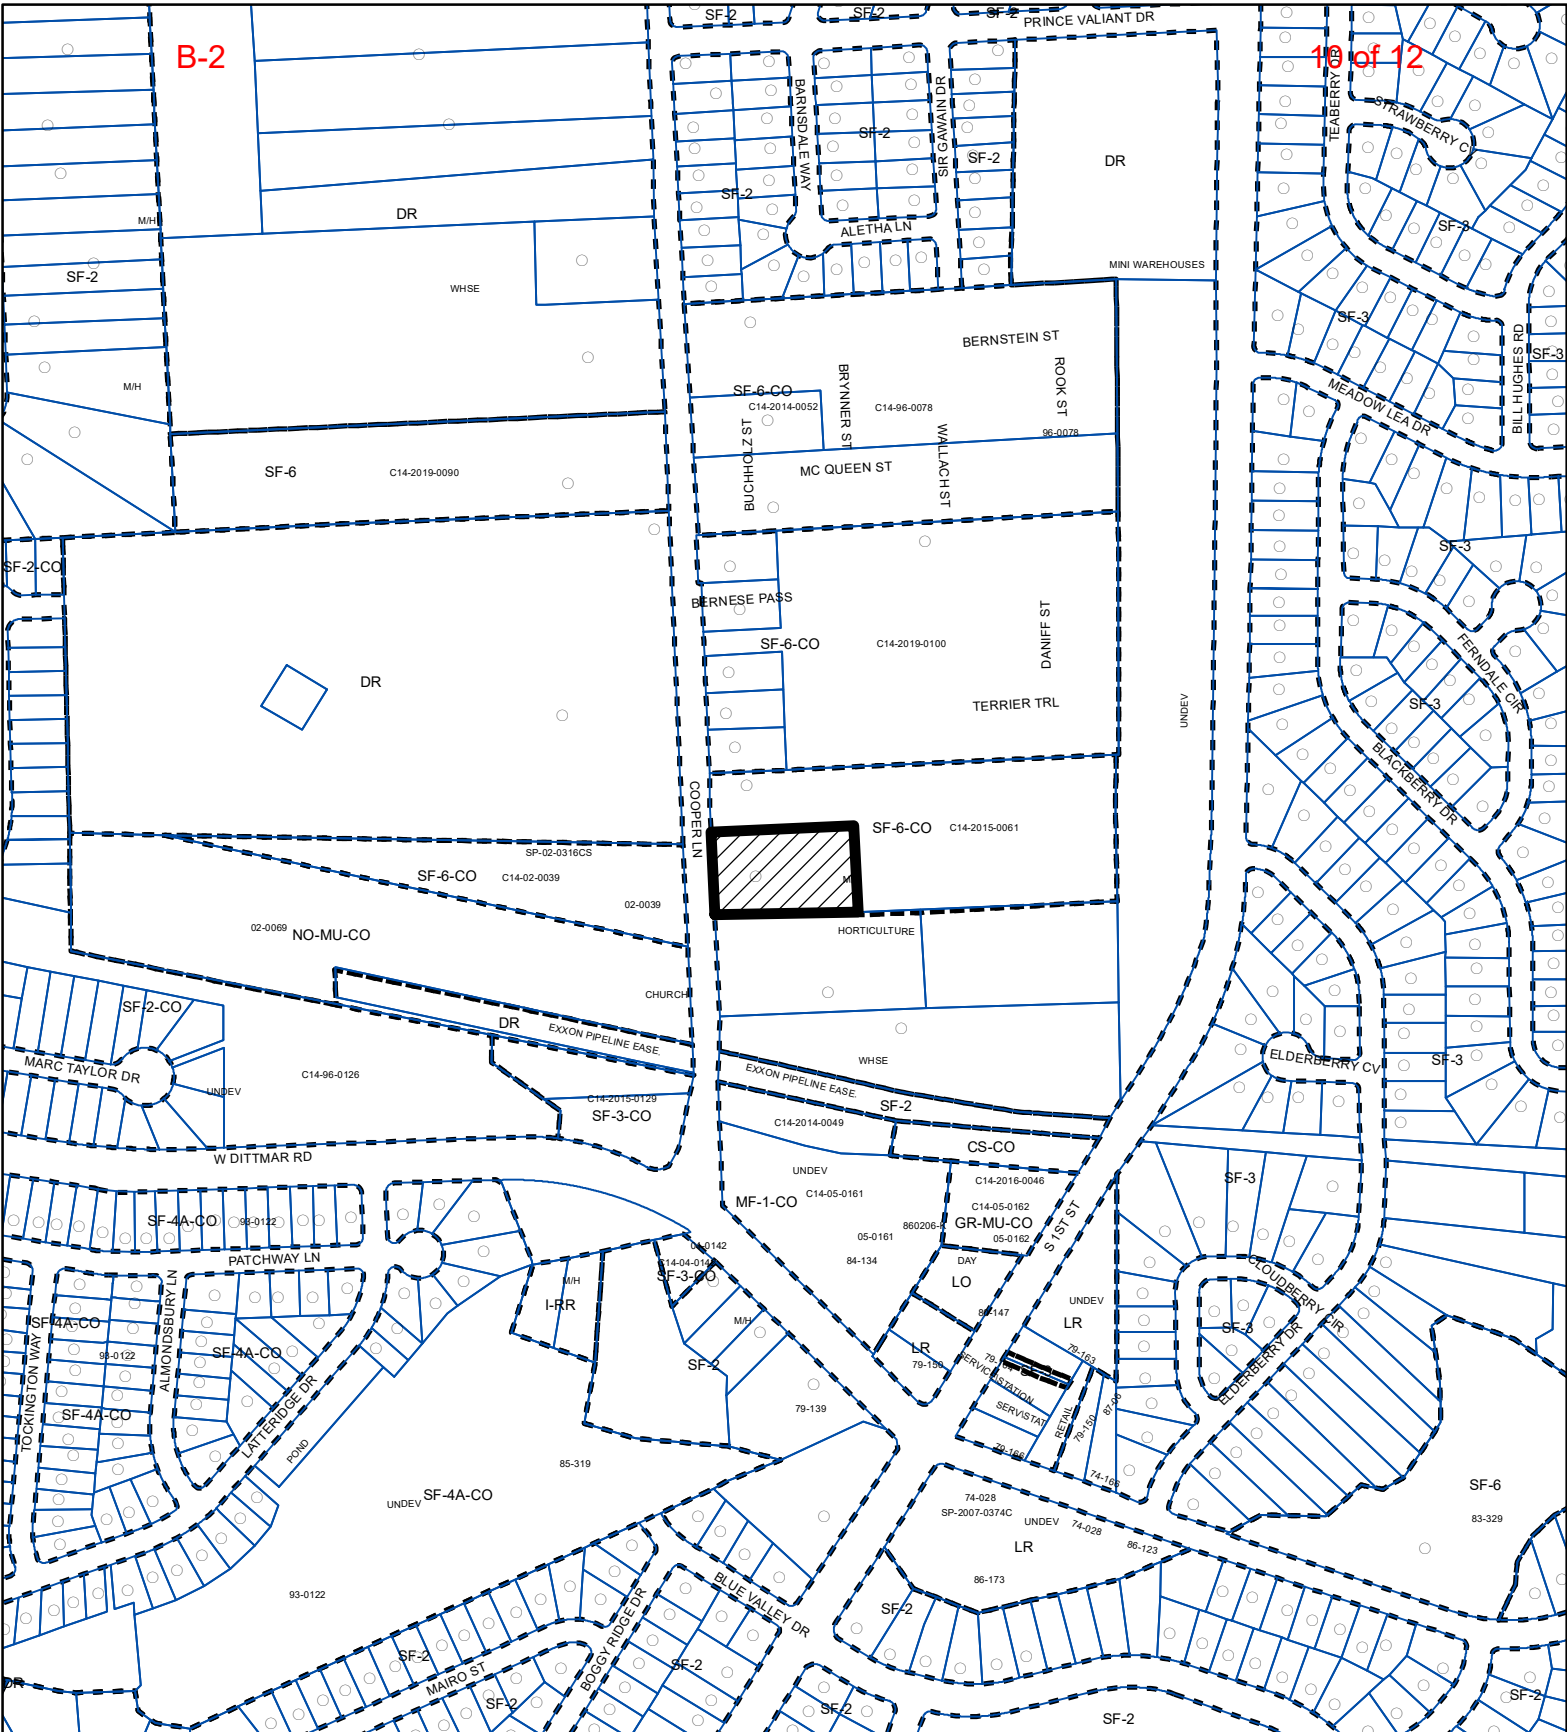 B-2
10 of 12
SF-2
SF-2
SF-2
PRINCE VALIANT DR
TEABERRY DR
STRAWBERRY CV
BARNSDALE WAY
SF-2
SIR GAWAIN DR
SF-2
DR
SF-2
M/H
DR
ALETHA LN
SF-3
SF-2
WHSE
MINI WAREHOUSES
SF-3
BILL HUGHES RD
SF-3
BERNSTEIN ST
ROOK ST
M/H
SF-6-CO
C14-2014-0052
BRYNNER ST
C14-96-0078
96-0078
MEADOW LEA DR
SF-6
C14-2019-0090
BUCHHOLZ ST
MC QUEEN ST
WALLACH ST
SF-2-CO
SF-3
BERNESE PASS
SF-6-CO
C14-2019-0100
DANIFF ST
TERRIER TRL
UNDEV
DR
FERNDALE CIR
SF-3
BLACKBERRY DR
COOPER LN
SF-6-CO
C14-2015-0061
SP-02-0316CS
SF-6-CO
C14-02-0039
02-0039
02-0069
NO-MU-CO
HORTICULTURE
CHURCH
SF-2-CO
DR
EXXON PIPELINE EASE.
MARC TAYLOR DR
UNDEV
C14-96-0126
WHSE
EXXON PIPELINE EASE.
SF-2
ELDERBERRY CV
SF-3
C14-2015-0129
SF-3-CO
C14-2014-0049
CS-CO
W DITTMAR RD
UNDEV
C14-2016-0046
MF-1-CO
C14-05-0161
C14-05-0162
GR-MU-CO
05-0162
S 1ST ST
SF-3
SF-4A-CO
93-0122
PATCHWAY LN
04-0142
SF-3-CO
05-0161
84-134
DAY
LO
CLOUDBERRY CIR
M/H
I-RR
M/H
UNDEV
LR
SF-3
ELDERBERRY DR
TOCKINGTON WAY
SF-4A-CO
93-0122
ALMONDSBURY LN
SF-4A-CO
SF-2
LR
79-150
79-163
SERVICE STATION
SERV STAT
RETAIL
79-150
SF-4A-CO
LATTERIDGE DR
POND
79-139
79-166
74-166
85-319
UNDEV
SF-4A-CO
74-028
SP-2007-0374C
UNDEV
74-028
86-123
LR
86-173
SF-6
83-329
93-0122
BLUE VALLEY DR
BOGGY RIDGE DR
SF-2
SF-2
MAIRO ST
SF-2
SF-2
DR
SF-2
SF-2
SF-2